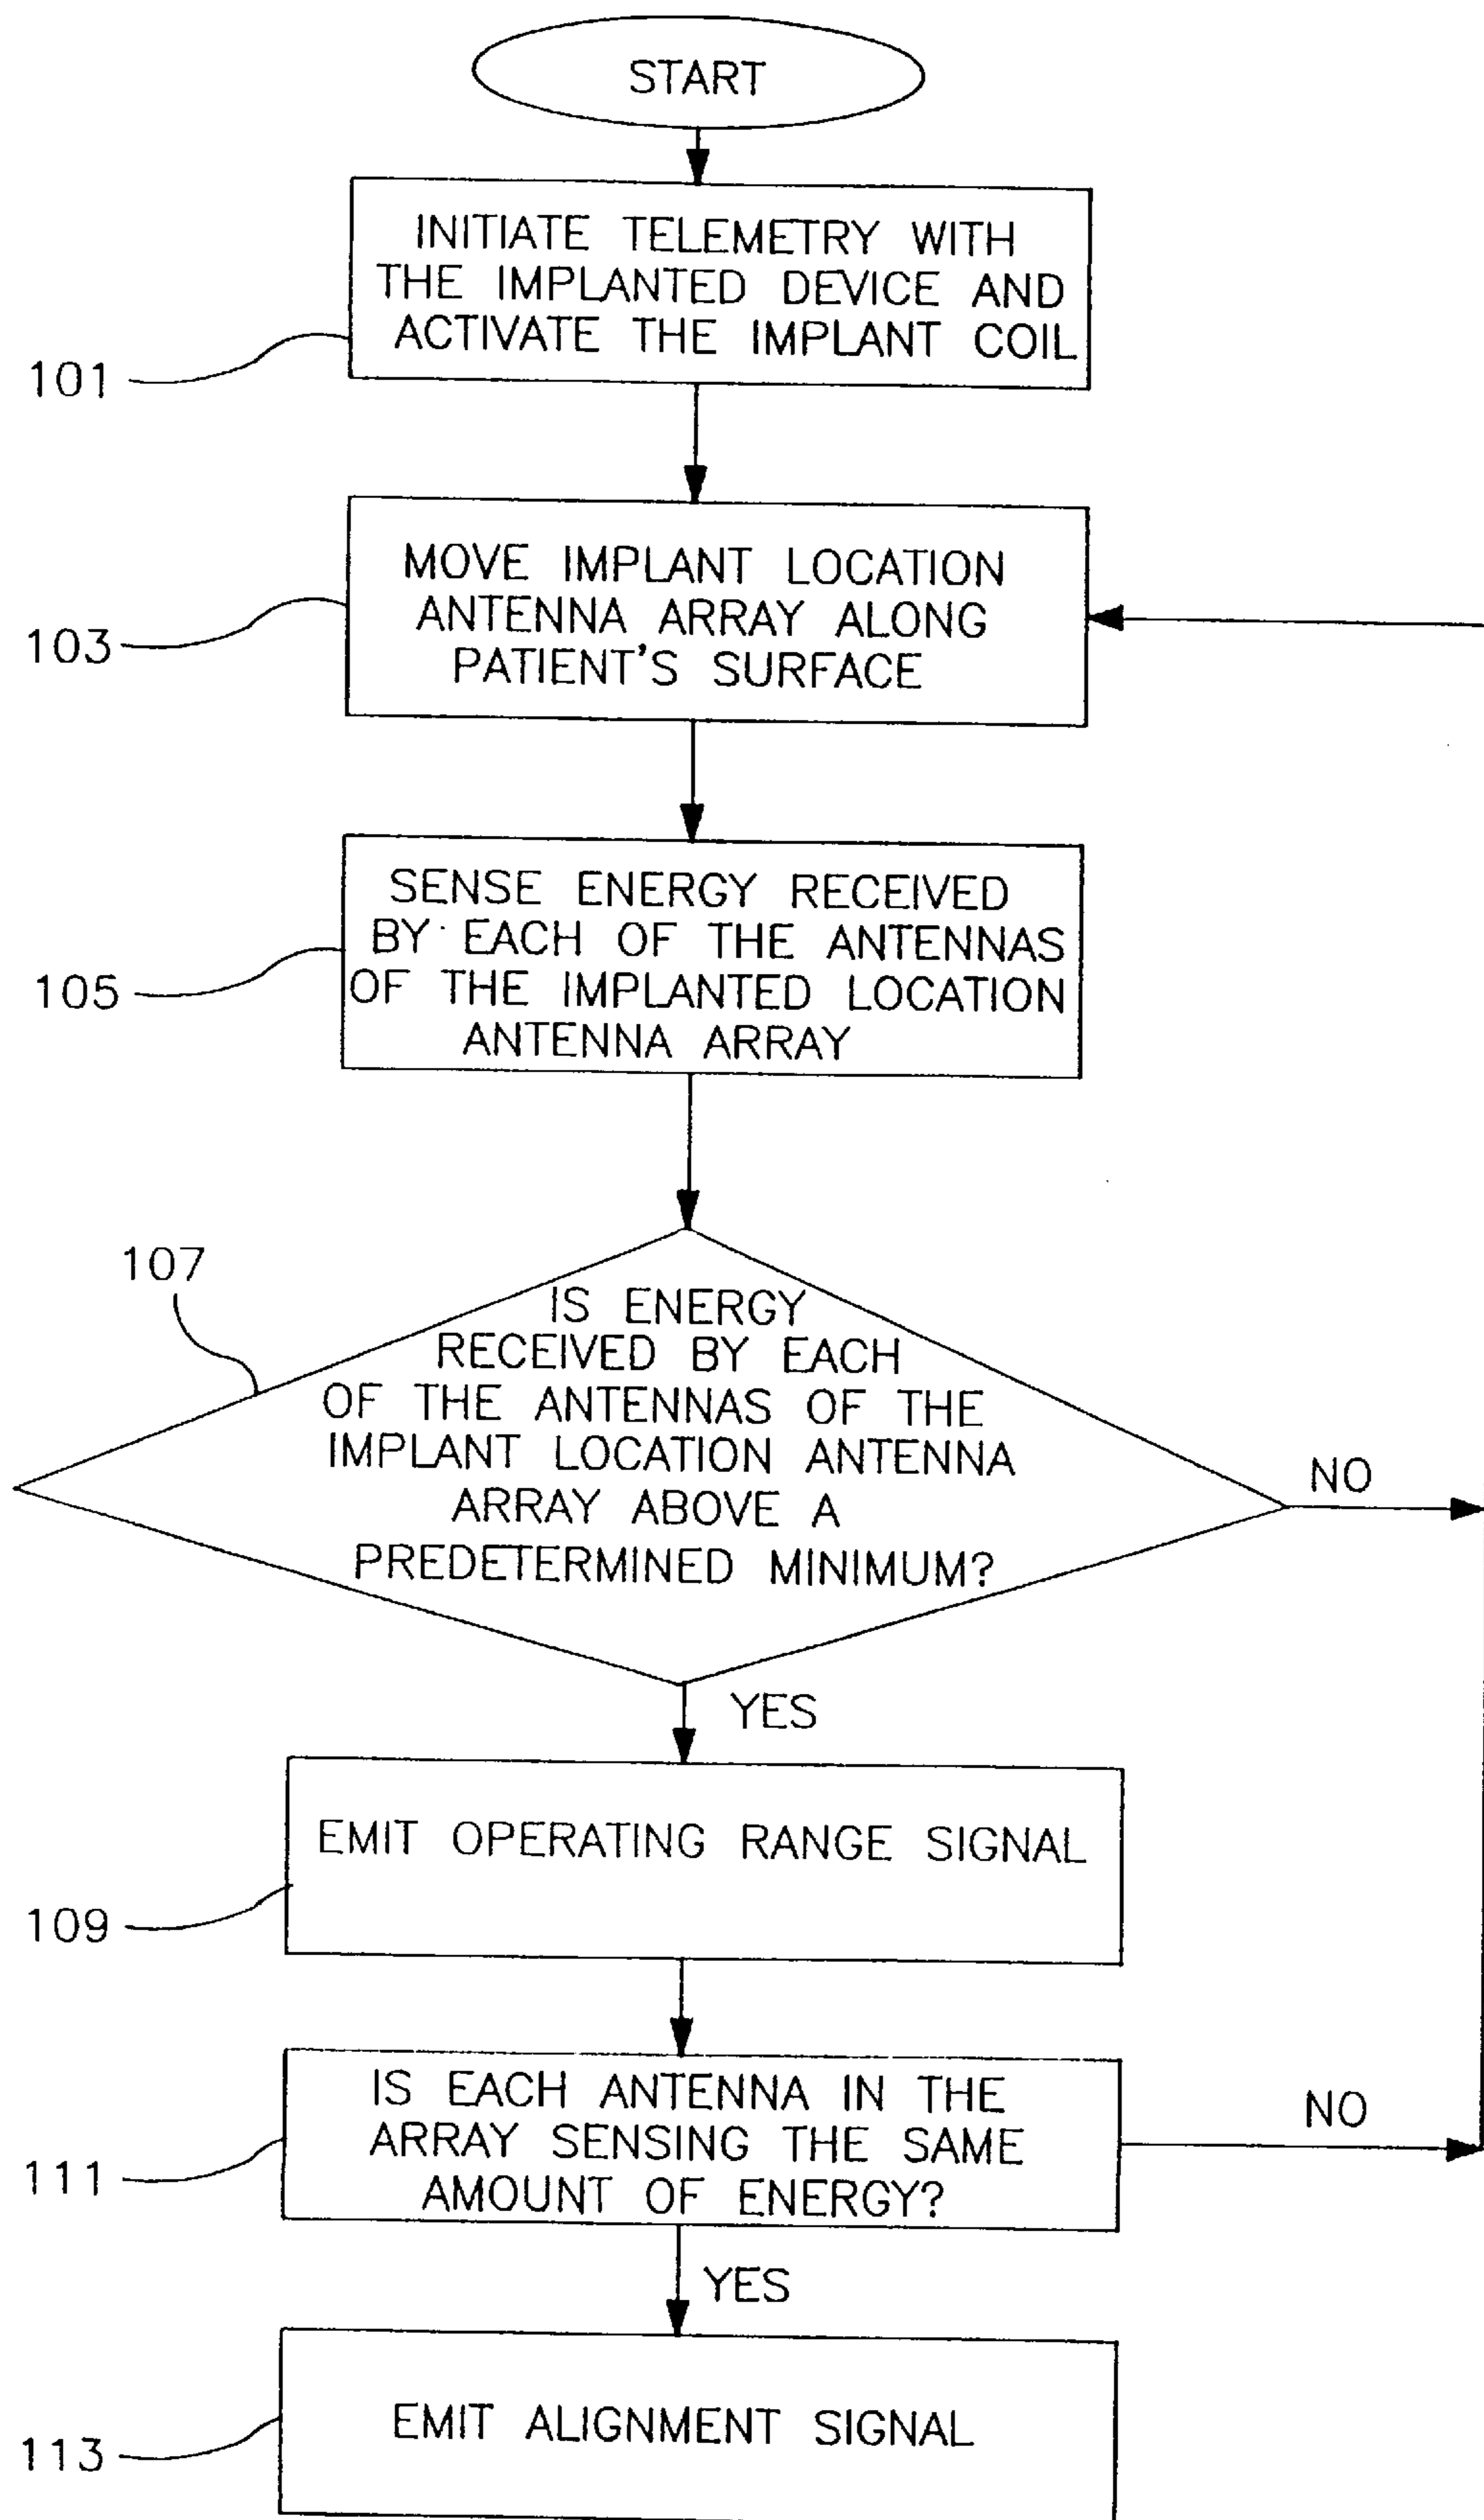 START
INITIATE TELEMETRY WITH
THE IMPLANTED DEVICE AND
ACTIVATE THE IMPLANT COIL
101
MOVE IMPLANT LOCATION
ANTENNA ARRAY ALONG
PATIENT'S SURFACE
103
SENSE ENERGY RECEIVED
BY EACH OF THE ANTENNAS
OF THE IMPLANTED LOCATION
ANTENNA ARRAY
105
107
IS ENERGY
RECEIVED BY EACH
OF THE ANTENNAS OF THE
IMPLANT LOCATION ANTENNA
ARRAY ABOVE A
PREDETERMINED MINIMUM?
NO
YES
EMIT OPERATING RANGE SIGNAL
109
IS EACH ANTENNA IN THE
ARRAY SENSING THE SAME
AMOUNT OF ENERGY?
NO
111
YES
EMIT ALIGNMENT SIGNAL
113